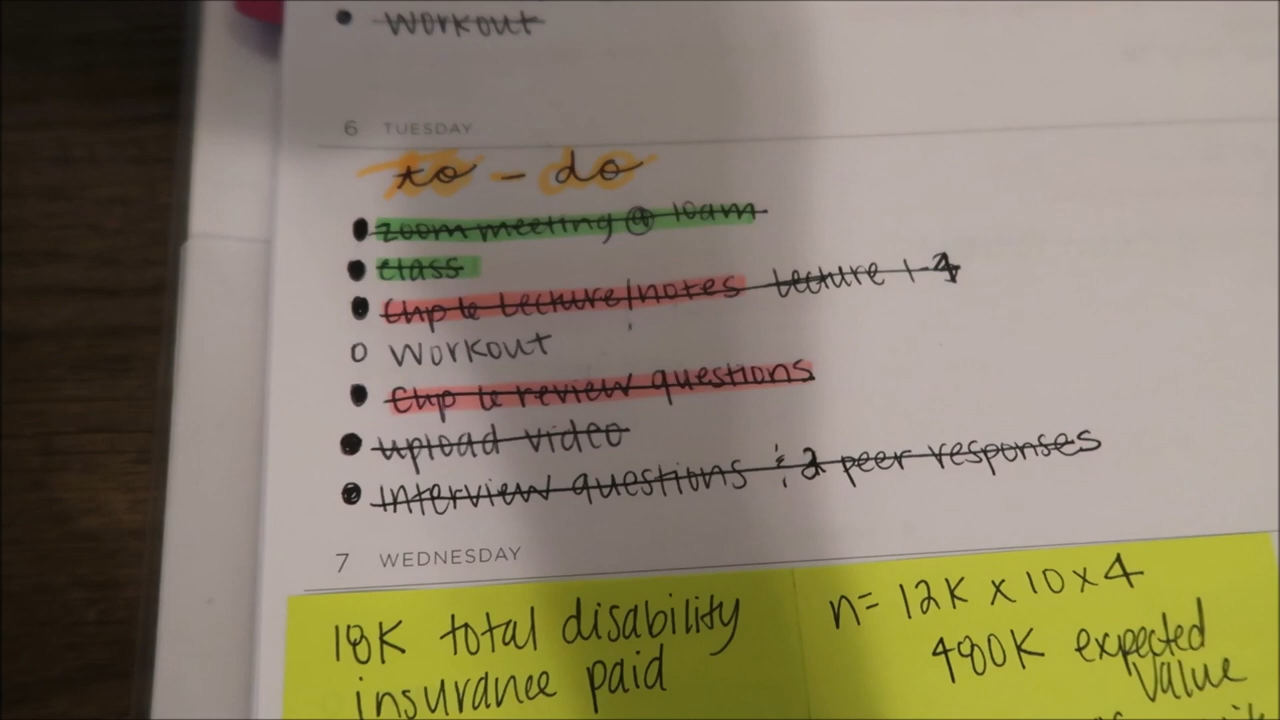 workout
6 TUESDAY
to-do
zoom meeting @ 10am
class
Chp 6 lecture/notes lecture 1-4
workout
Chp 6 review questions
upload video
interview questions & 2 peer responses
7 WEDNESDAY
18K total disability
insurance paid
n= 12K x 10 x 4
480K expected
value